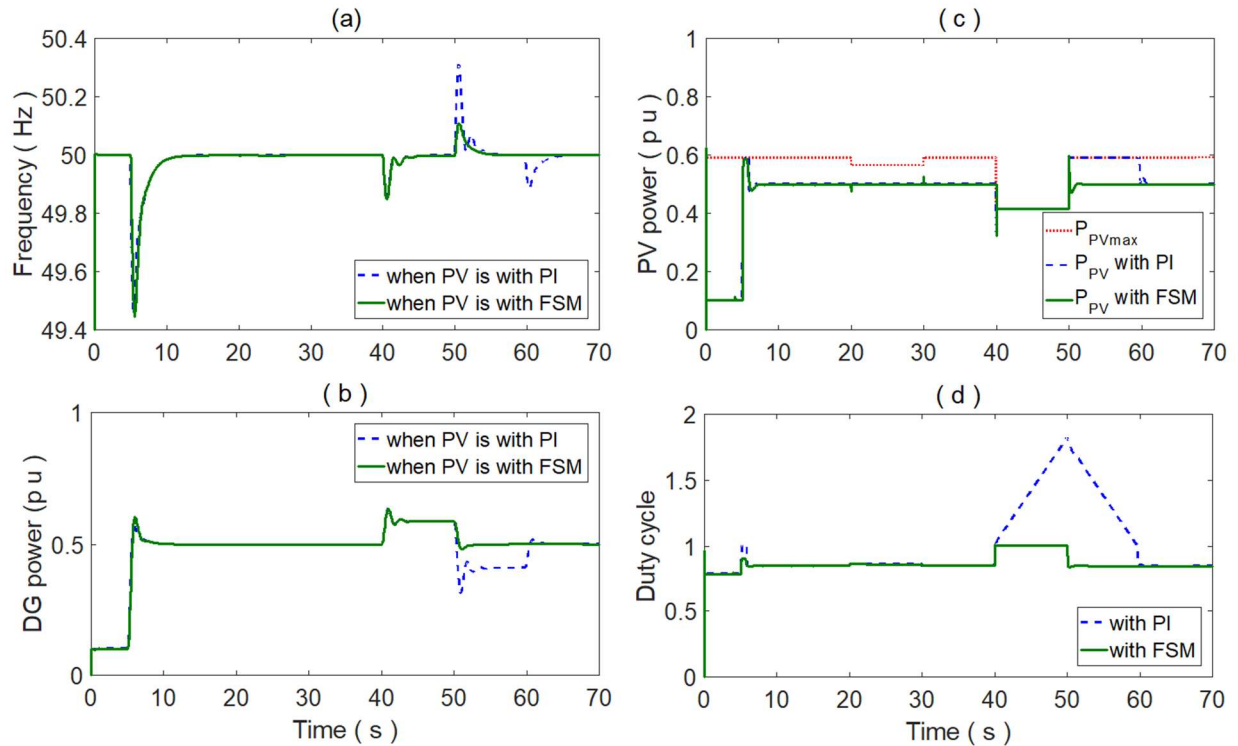 (a)
50.4
50.2
50
49.8
49.6
49.4
Frequency ( Hz )
when PV is with PI
when PV is with FSM
0 10 20 30 40 50 60 70
( b )
1
0.5
0
DG power (p u )
when PV is with PI
when PV is with FSM
0 10 20 30 40 50 60 70
Time ( s )
( c )
1
0.8
0.6
0.4
0.2
0
PV power ( p u )
P_PVmax
P_PV with PI
P_PV with FSM
0 10 20 30 40 50 60 70
( d )
2
1.5
1
0.5
0
Duty cycle
with PI
with FSM
0 10 20 30 40 50 60 70
Time ( s )